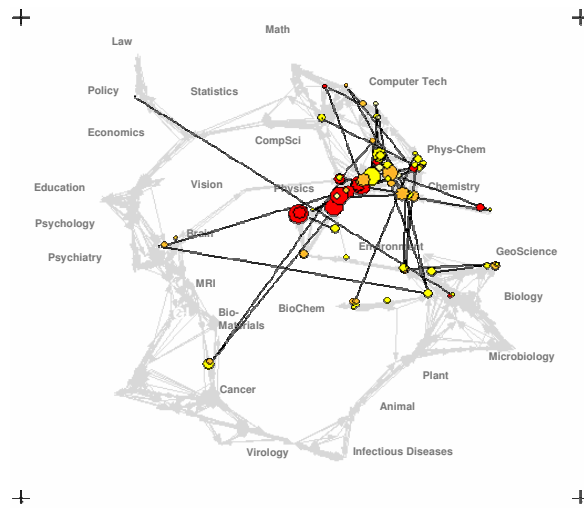 Math
Law
Computer Tech
Policy
Statistics
Economics
CompSci
Phys-Chem
Vision
Physics
Chemistry
Education
Psychology
Brain
Environment
GeoScience
Psychiatry
MRI
Bio-
Materials
BioChem
Biology
Microbiology
Plant
Cancer
Animal
Virology
Infectious Diseases